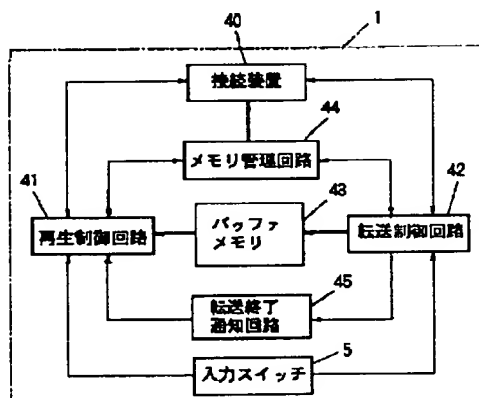 40
1
接続装置
44
メモリ管理回路
41
43
42
再生制御回路
バッファ
メモリ
転送制御回路
45
転送終了
通知回路
5
入力スイッチ